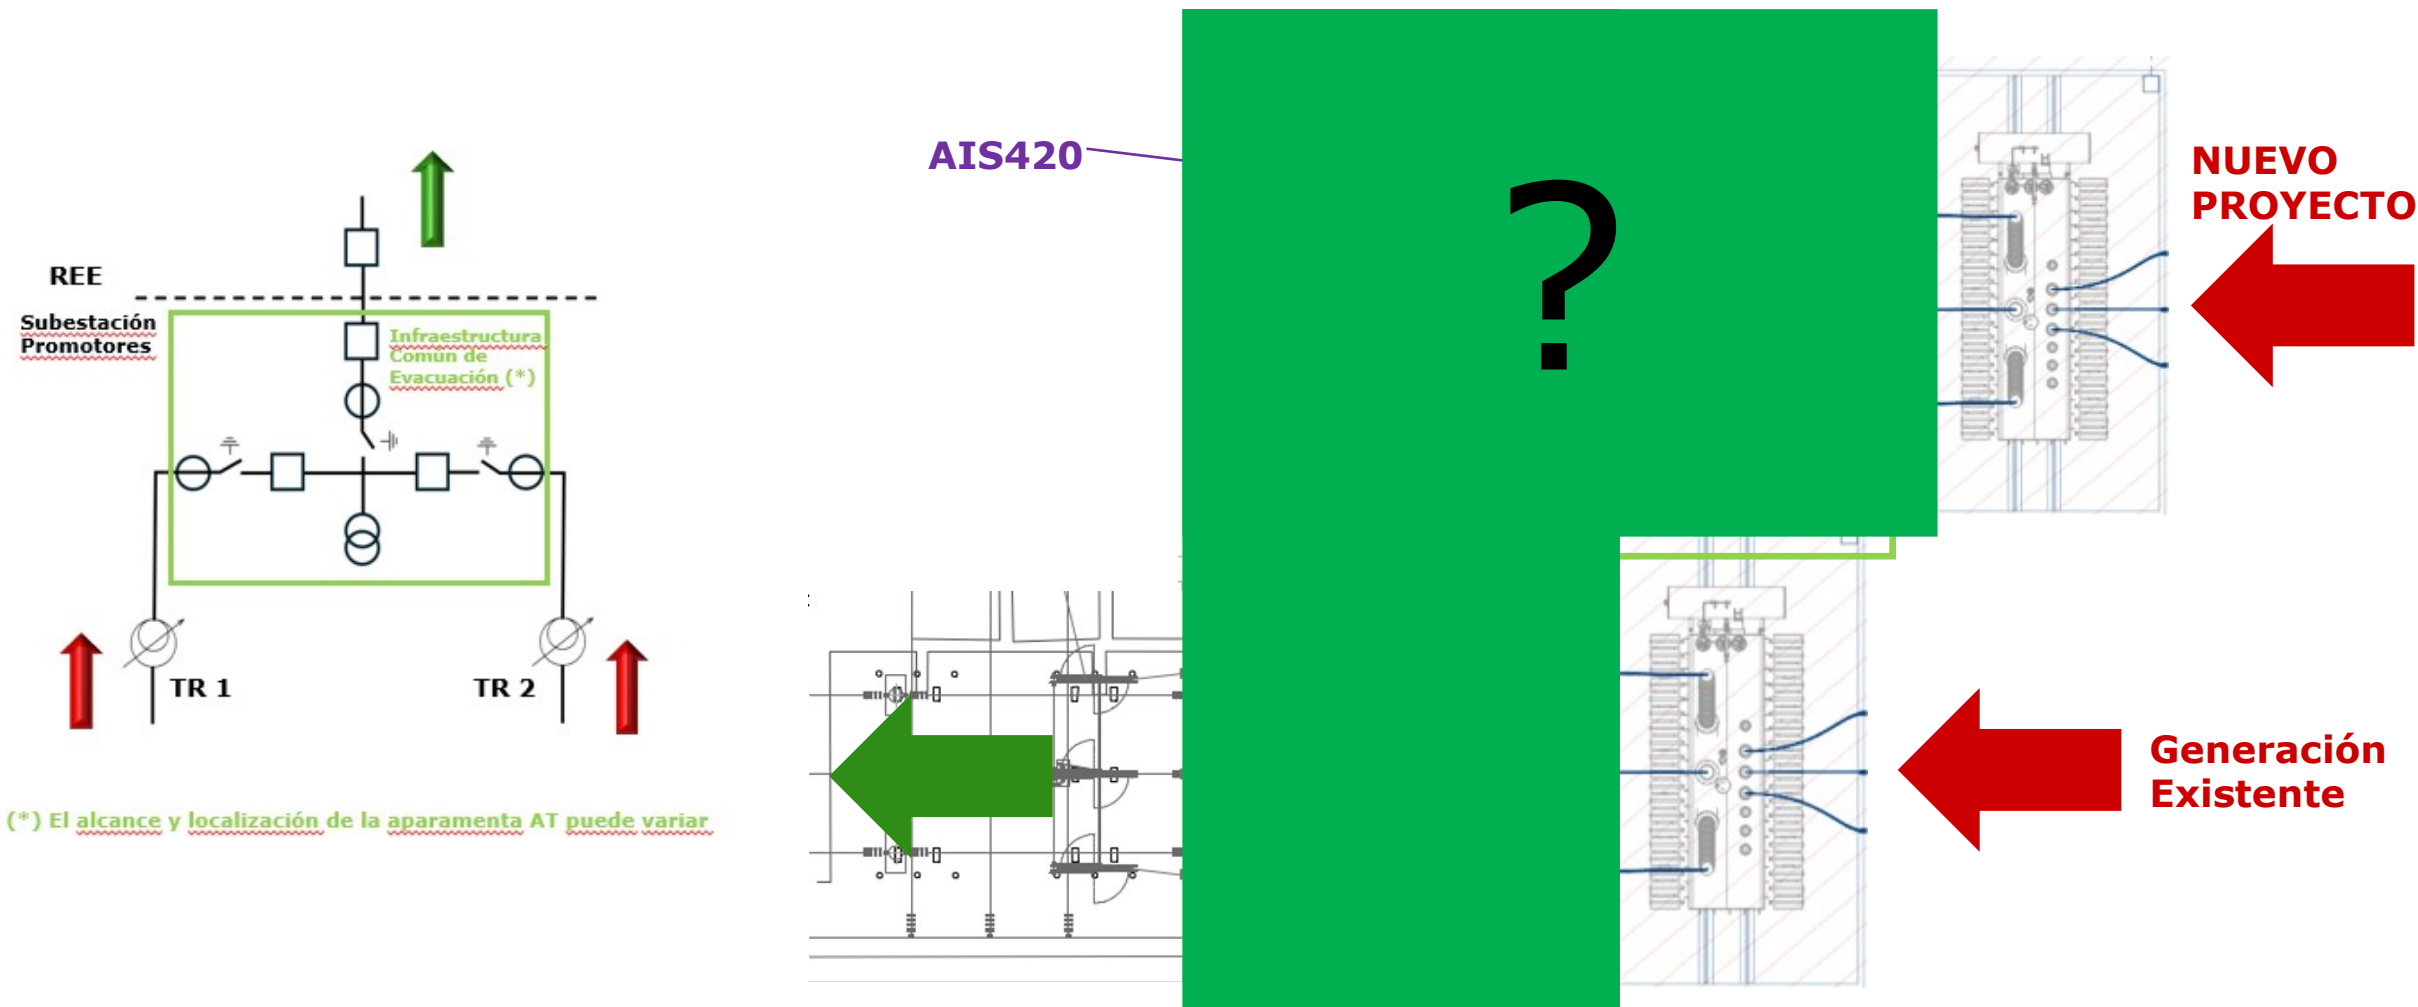 REE
Subestación
Promotores
Infraestructura
Común de
Evacuación (*)
TR 1
TR 2
(*) El alcance y localización de la aparamenta AT puede variar
AIS420
?
NUEVO
PROYECTO
Generación
Existente